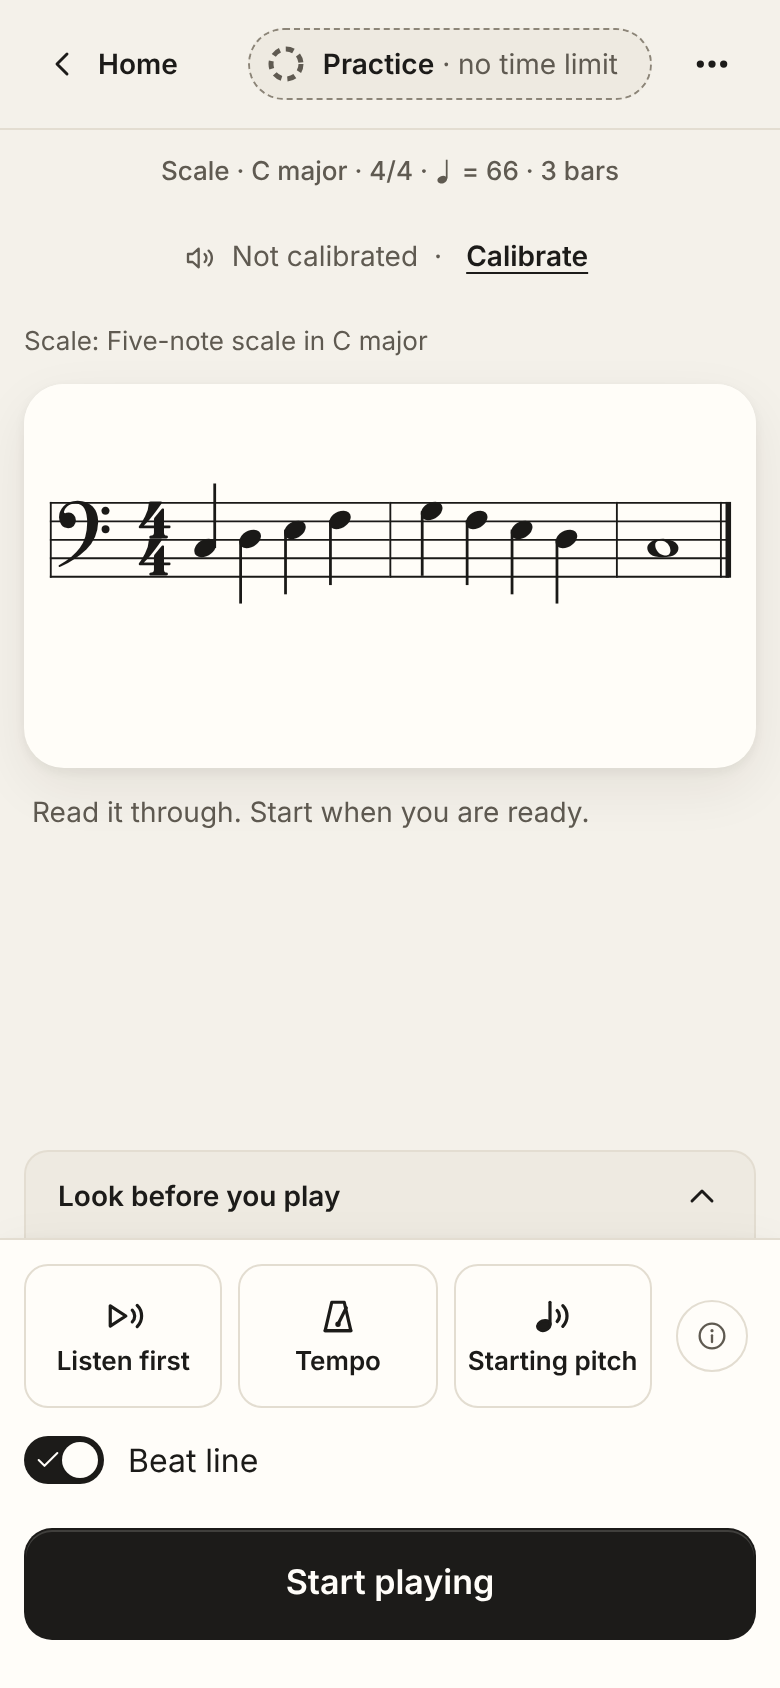 Home
Practice · no time limit
Scale · C major · 4/4 · ♩ = 66 · 3 bars
Not calibrated · Calibrate
Scale: Five-note scale in C major
4
4
Read it through. Start when you are ready.
Look before you play
Listen first
Tempo
Starting pitch
Beat line
Start playing